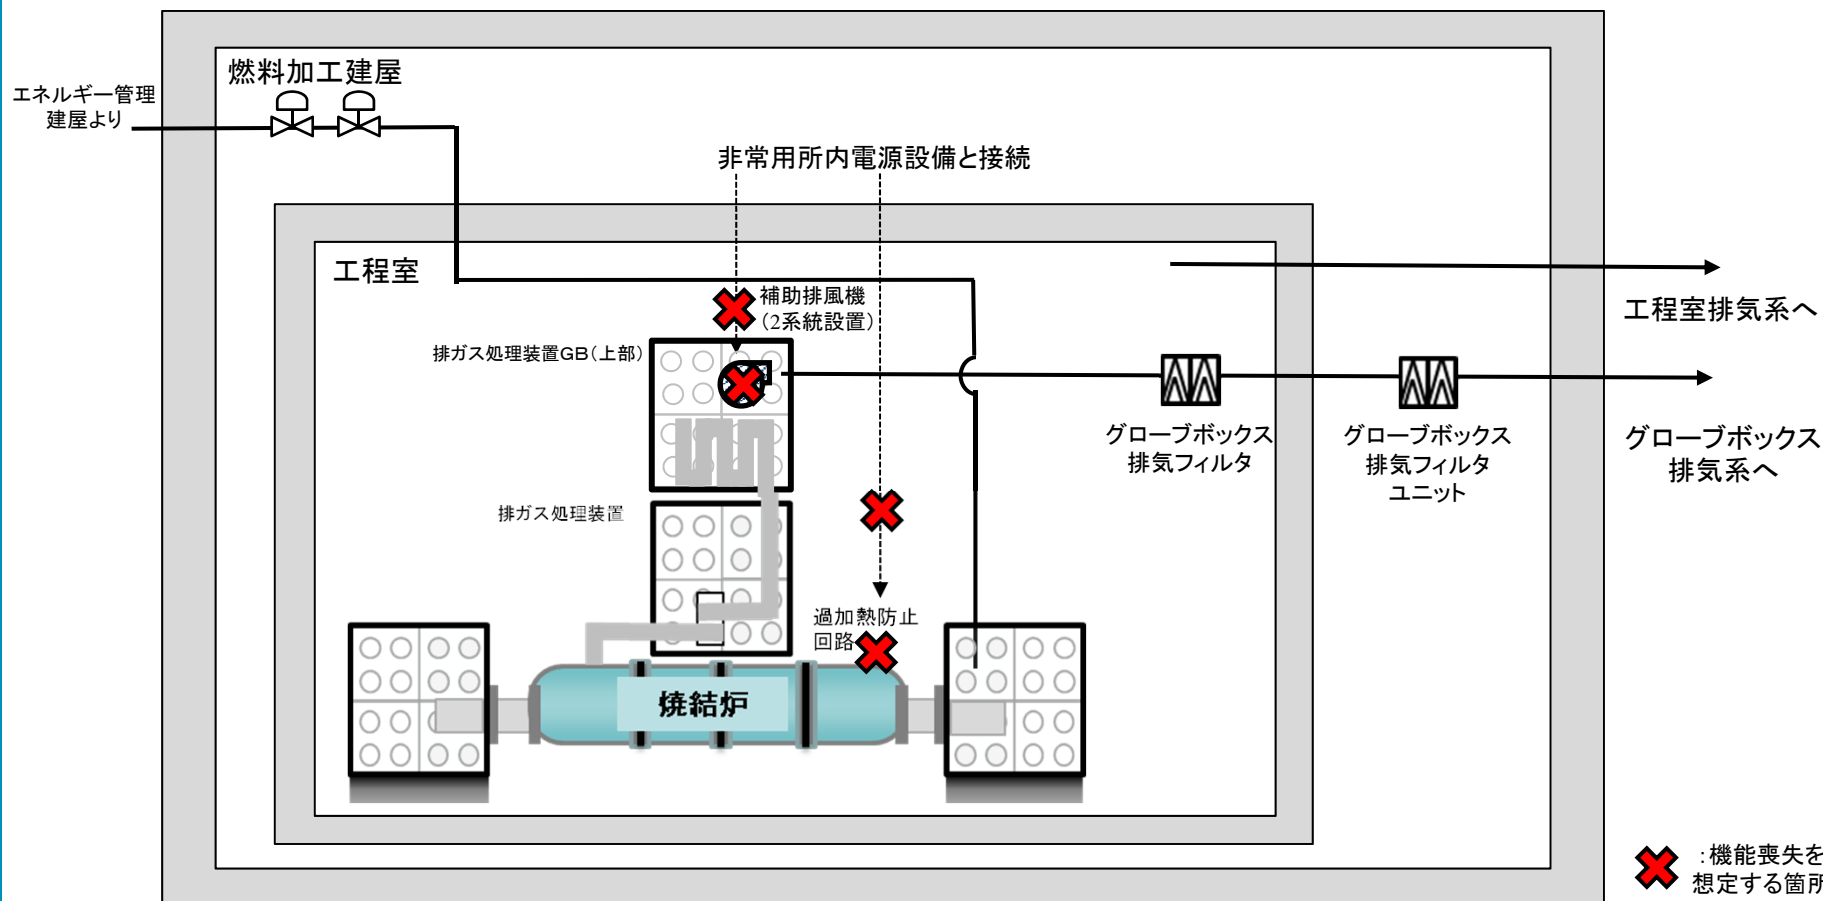 燃料加工建屋
エネルギー管理
建屋より
非常用所内電源設備と接続
工程室
補助排風機
(2系統設置)
工程室排気系へ
排ガス処理装置GB(上部)
グローブボックス
排気フィルタ
グローブボックス
排気フィルタ
ユニット
グローブボックス
排気系へ
排ガス処理装置
過加熱防止
回路
焼結炉
:機能喪失を
想定する箇所